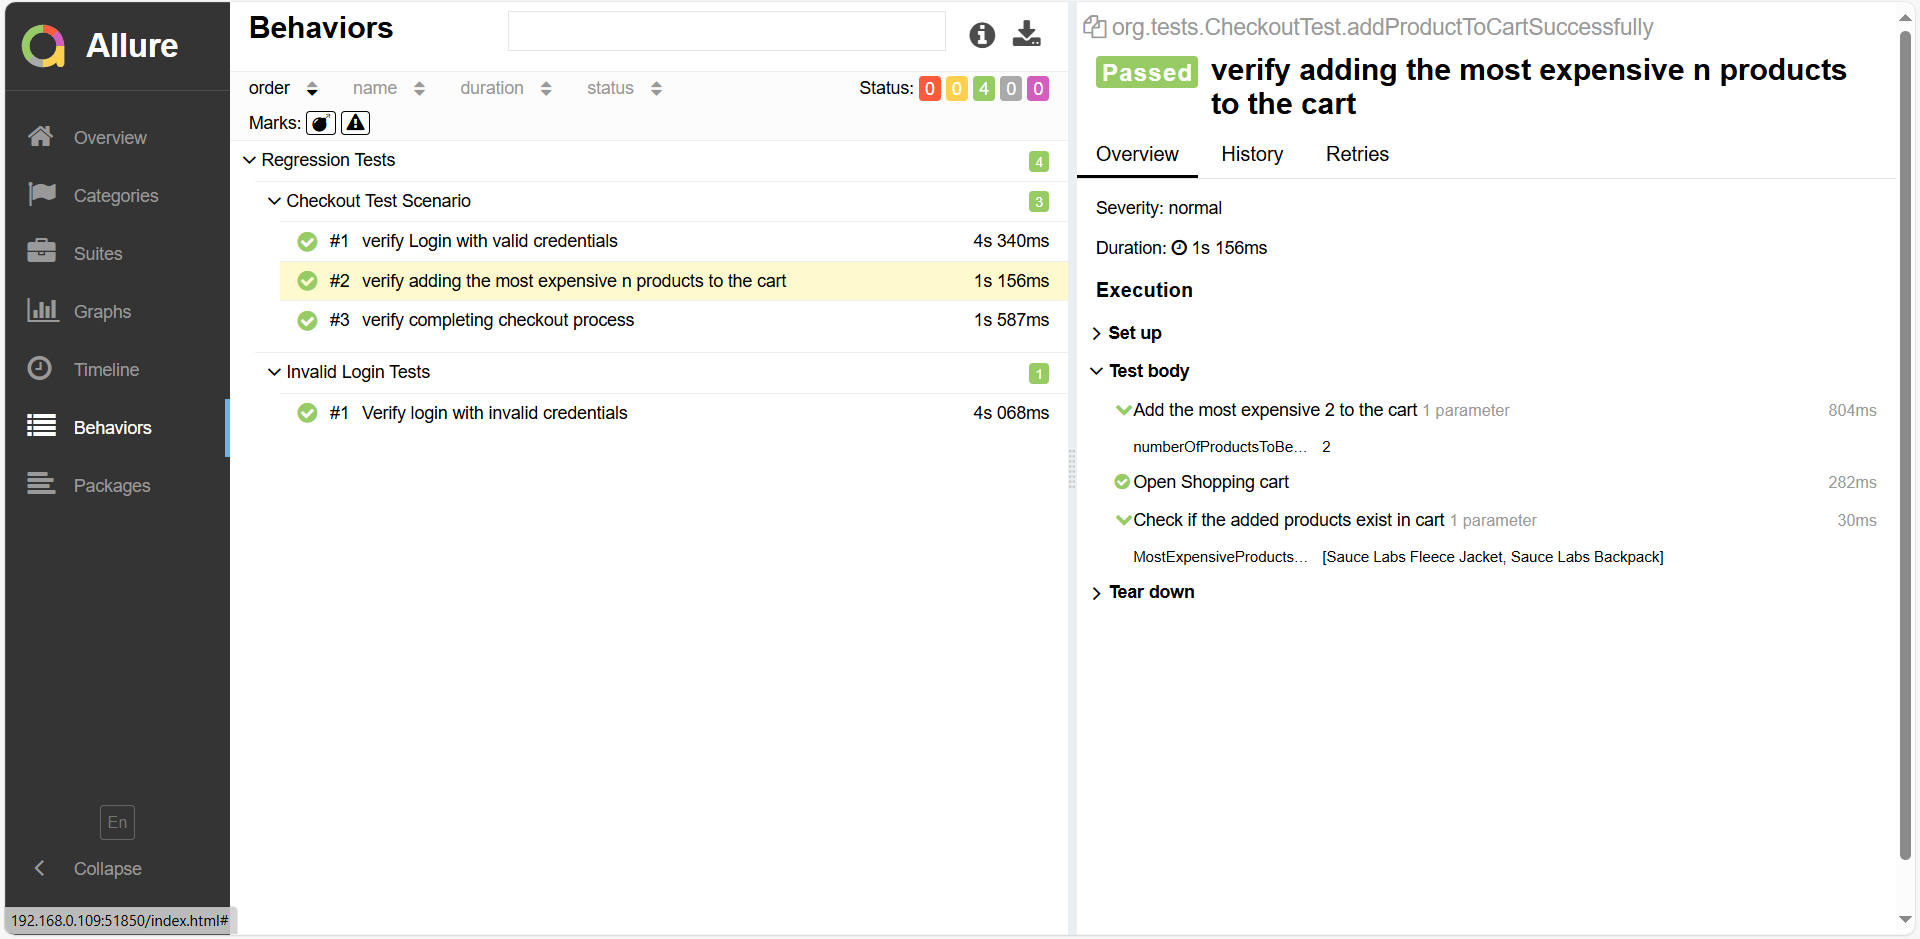 Allure
Overview
Categories
Suites
Graphs
Timeline
Behaviors
Packages
En
Collapse
192.168.0.109:51850/index.html#
Behaviors
order name duration status Status: 0 0 4 0 0
Marks:
Regression Tests 4
Checkout Test Scenario 3
#1 verify Login with valid credentials 4s 340ms
#2 verify adding the most expensive n products to the cart 1s 156ms
#3 verify completing checkout process 1s 587ms
Invalid Login Tests 1
#1 Verify login with invalid credentials 4s 068ms
org.tests.CheckoutTest.addProductToCartSuccessfully
Passed verify adding the most expensive n products
to the cart
Overview History Retries
Severity: normal
Duration: 1s 156ms
Execution
Set up
Test body
Add the most expensive 2 to the cart 1 parameter 804ms
numberOfProductsToBe... 2
Open Shopping cart 282ms
Check if the added products exist in cart 1 parameter 30ms
MostExpensiveProducts... [Sauce Labs Fleece Jacket, Sauce Labs Backpack]
Tear down